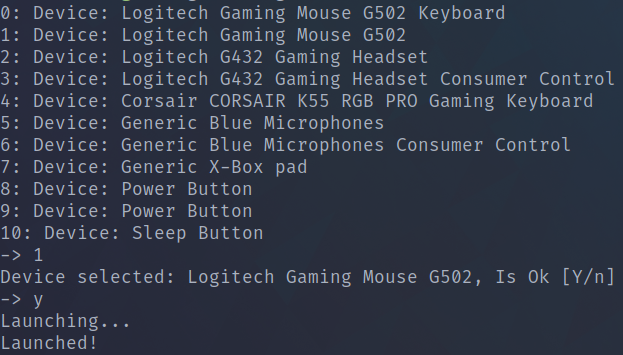 0: Device: Logitech Gaming Mouse G502 Keyboard
1: Device: Logitech Gaming Mouse G502
2: Device: Logitech G432 Gaming Headset
3: Device: Logitech G432 Gaming Headset Consumer Control
4: Device: Corsair CORSAIR K55 RGB PRO Gaming Keyboard
5: Device: Generic Blue Microphones
6: Device: Generic Blue Microphones Consumer Control
7: Device: Generic X-Box pad
8: Device: Power Button
9: Device: Power Button
10: Device: Sleep Button
-> 1
Device selected: Logitech Gaming Mouse G502, Is Ok [Y/n]
-> y
Launching...
Launched!